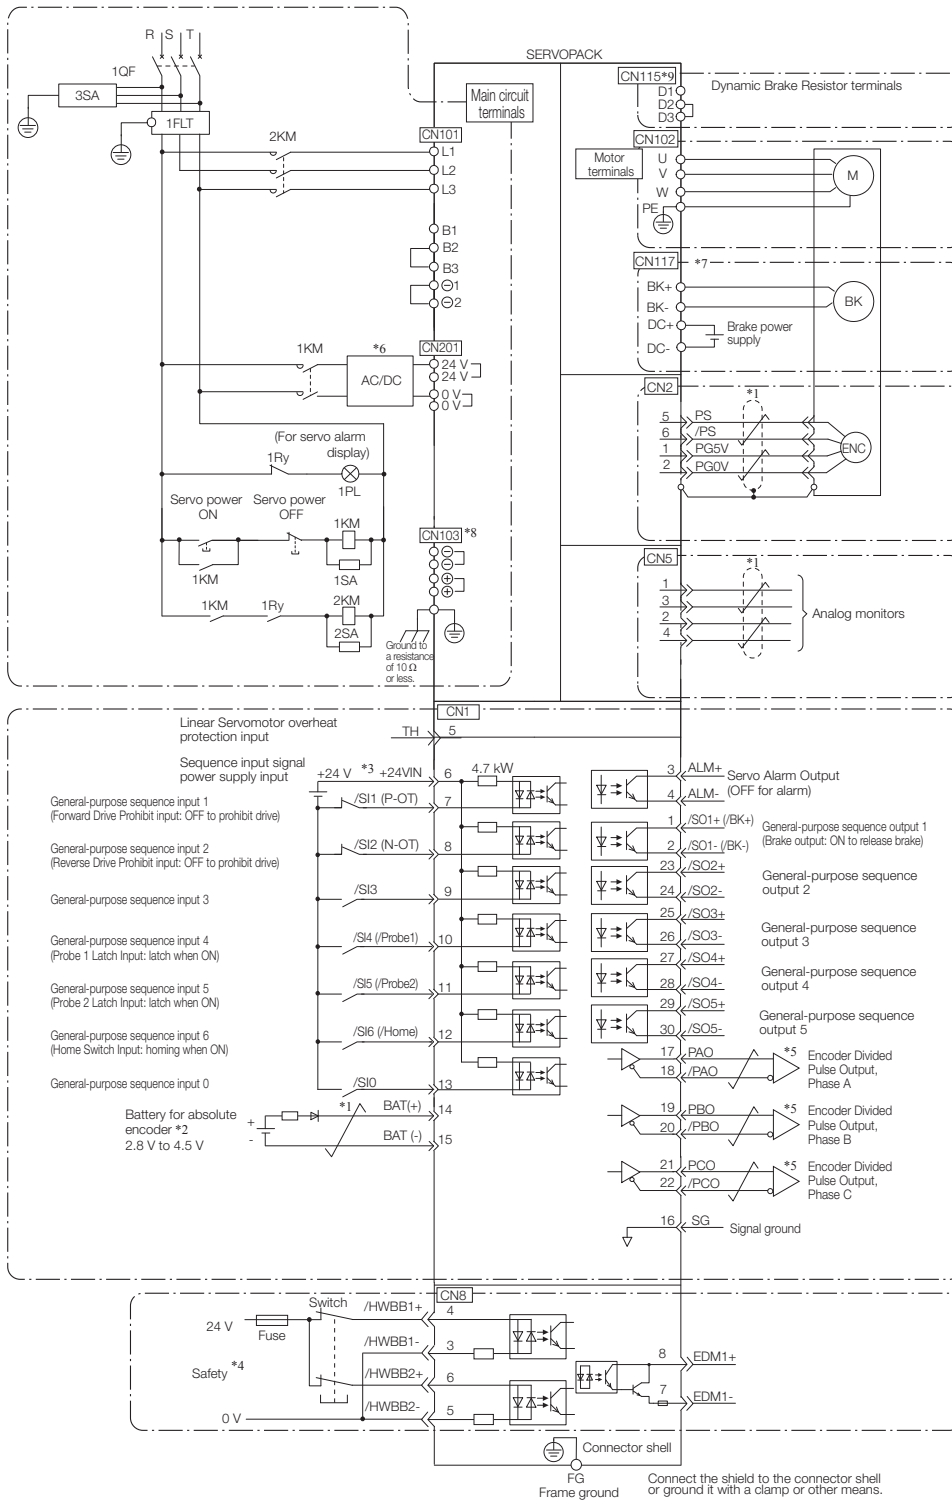 R S T
1QF
3SA
1FLT
2KM
SERVOPACK
Main circuit
terminals
CN101
L1
L2
L3
B1
B2
B3
⊖1
⊖2
1KM
*6
AC/DC
CN201
24 V
24 V
0 V
0 V
(For servo alarm
display)
1Ry
1PL
Servo power
ON
Servo power
OFF
1KM
1KM
1SA
1KM
1Ry
2KM
2SA
CN103 *8
⊖
⊖
⊕
⊕
Ground to
a resistance
of 10 Ω
or less.
CN115*9
Dynamic Brake Resistor terminals
D1
D2
D3
CN102
Motor
terminals
U
V
W
PE
M
CN117 *7
BK+
BK-
BK
DC+
DC-
Brake power
supply
CN2
*1
5 PS
6 /PS
1 PG5V
2 PG0V
ENC
CN5
*1
1
3
2
4
Analog monitors
CN1
Linear Servomotor overheat
protection input
TH 5
Sequence input signal
power supply input
+24 V *3 +24VIN 6 4.7 kW
General-purpose sequence input 1
(Forward Drive Prohibit input: OFF to prohibit drive)
/SI1 (P-OT) 7
General-purpose sequence input 2
(Reverse Drive Prohibit input: OFF to prohibit drive)
/SI2 (N-OT) 8
General-purpose sequence input 3
/SI3 9
General-purpose sequence input 4
(Probe 1 Latch Input: latch when ON)
/SI4 (/Probe1) 10
General-purpose sequence input 5
(Probe 2 Latch Input: latch when ON)
/SI5 (/Probe2) 11
General-purpose sequence input 6
(Home Switch Input: homing when ON)
/SI6 (/Home) 12
General-purpose sequence input 0
/SI0 13
Battery for absolute
encoder *2
2.8 V to 4.5 V
+
-
*1
BAT(+) 14
BAT (-) 15
3 ALM+
4 ALM-
Servo Alarm Output
(OFF for alarm)
1 /SO1+ (/BK+)
2 /SO1- (/BK-)
General-purpose sequence output 1
(Brake output: ON to release brake)
23 /SO2+
24 /SO2-
General-purpose sequence
output 2
25 /SO3+
26 /SO3-
General-purpose sequence
output 3
27 /SO4+
28 /SO4-
General-purpose sequence
output 4
29 /SO5+
30 /SO5-
General-purpose sequence
output 5
17 PAO
18 /PAO
*5
Encoder Divided
Pulse Output,
Phase A
19 PBO
20 /PBO
*5
Encoder Divided
Pulse Output,
Phase B
21 PCO
22 /PCO
*5
Encoder Divided
Pulse Output,
Phase C
16 SG
Signal ground
CN8
24 V
Fuse
Switch
Safety *4
0 V
/HWBB1+ 4
/HWBB1- 3
/HWBB2+ 6
/HWBB2- 5
8 EDM1+
7 EDM1-
Connector shell
FG
Frame ground
Connect the shield to the connector shell
or ground it with a clamp or other means.